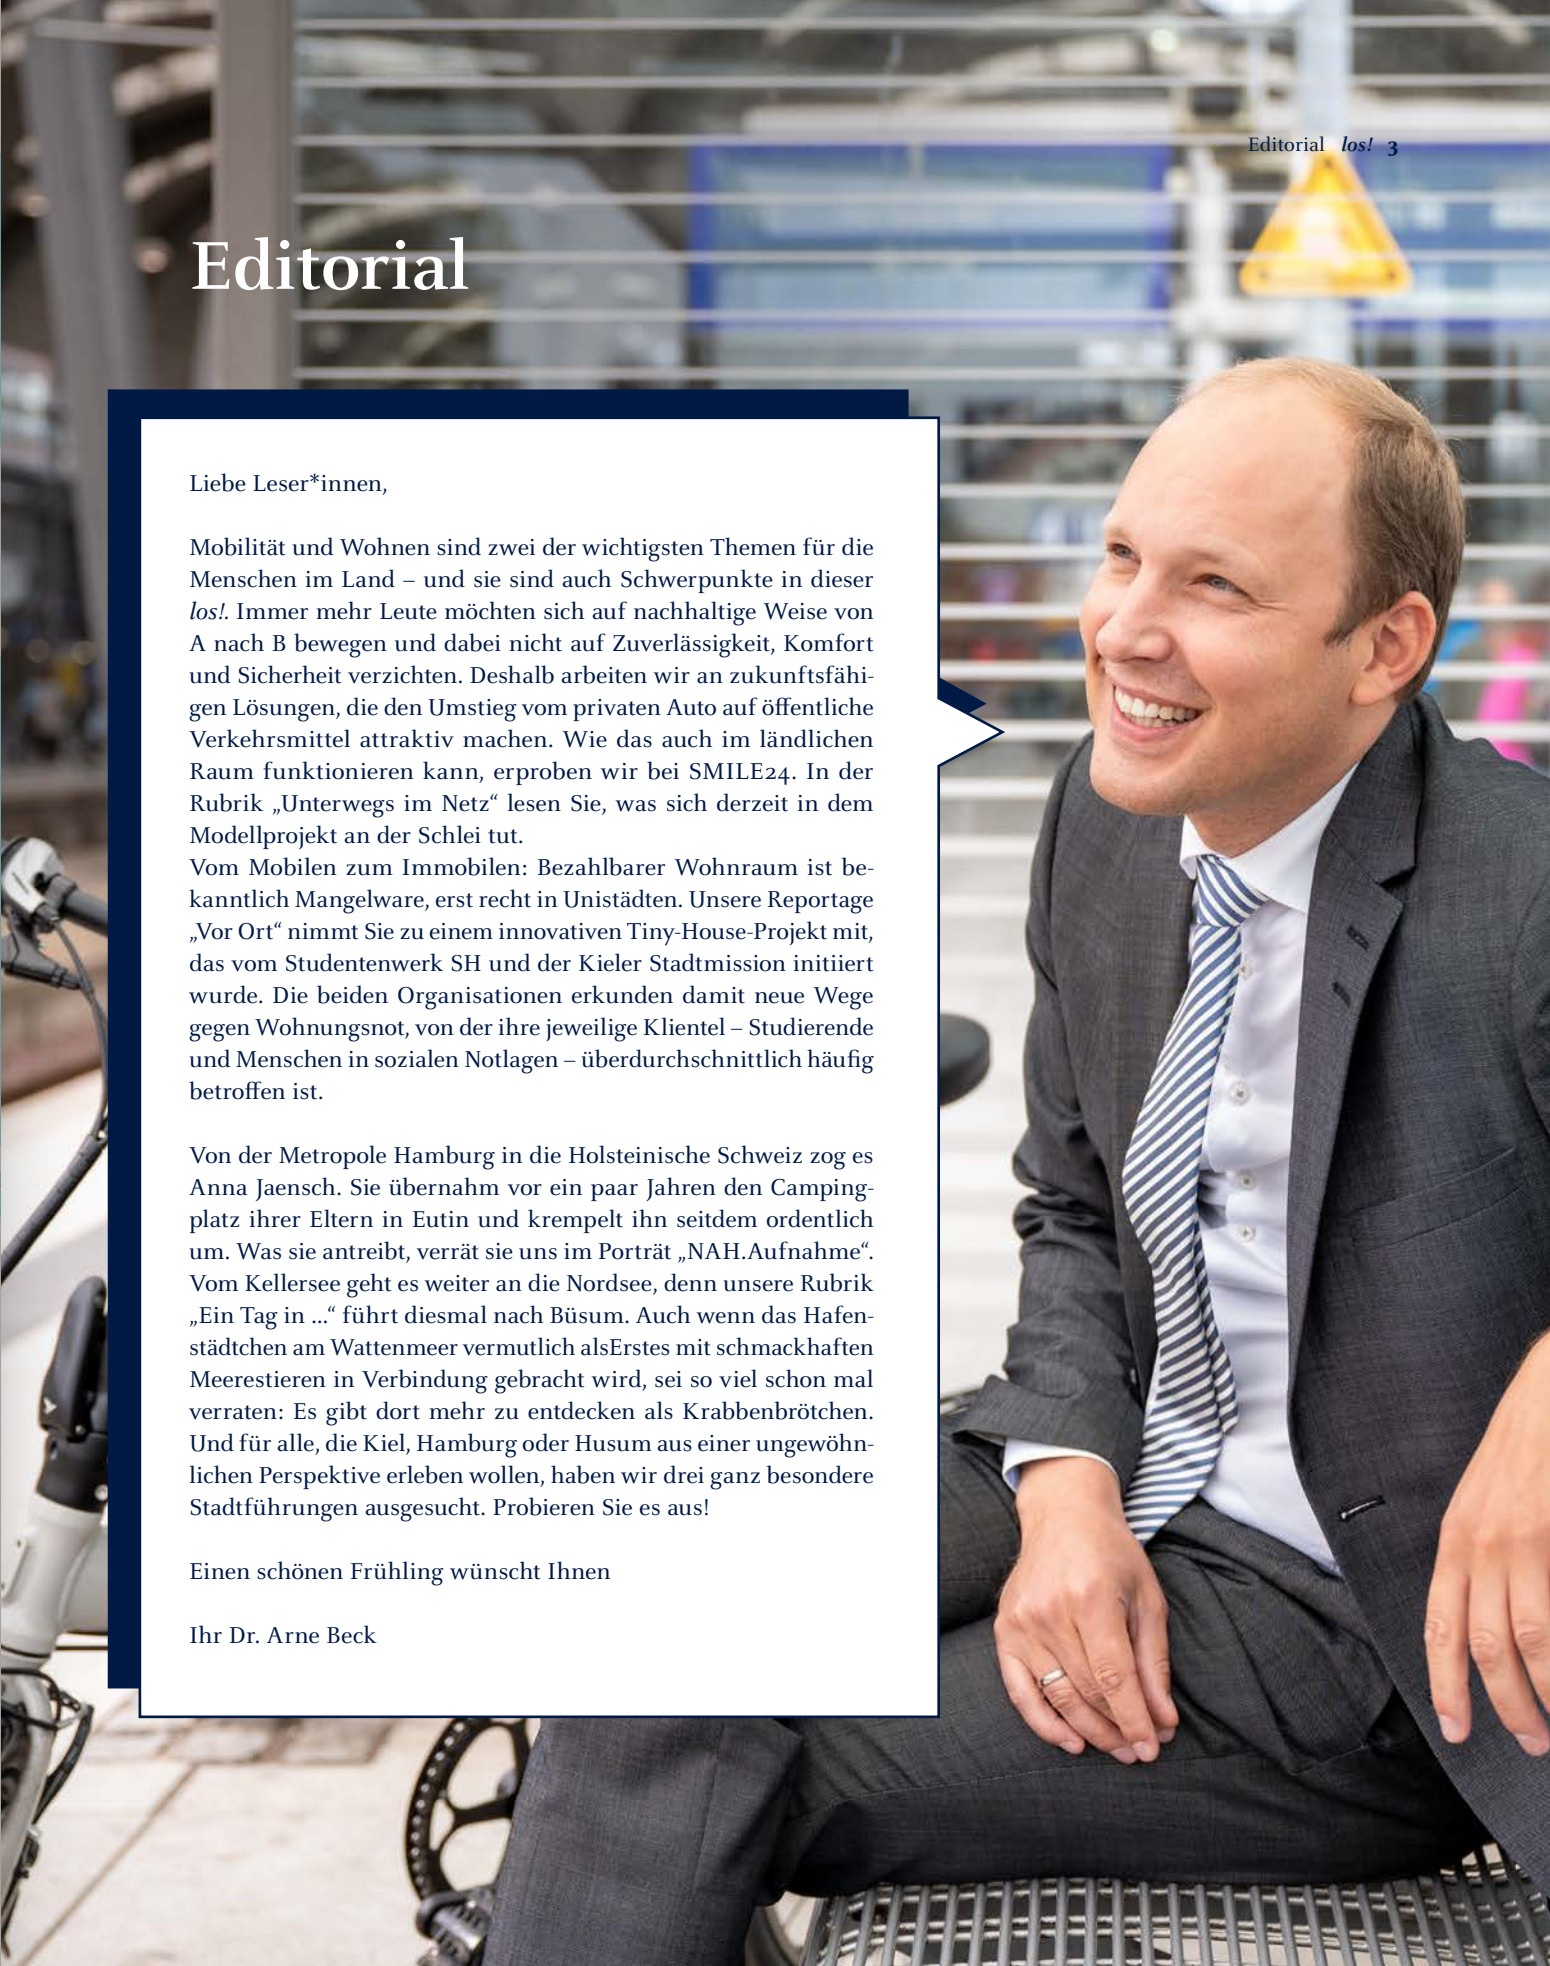 Editorial los! 3
Editorial
Liebe Leser*innen,
Mobilität und Wohnen sind zwei der wichtigsten Themen für die
Menschen im Land – und sie sind auch Schwerpunkte in dieser
los!. Immer mehr Leute möchten sich auf nachhaltige Weise von
A nach B bewegen und dabei nicht auf Zuverlässigkeit, Komfort
und Sicherheit verzichten. Deshalb arbeiten wir an zukunftsfähi-
gen Lösungen, die den Umstieg vom privaten Auto auf öffentliche
Verkehrsmittel attraktiv machen. Wie das auch im ländlichen
Raum funktionieren kann, erproben wir bei SMILE24. In der
Rubrik „Unterwegs im Netz“ lesen Sie, was sich derzeit in dem
Modellprojekt an der Schlei tut.
Vom Mobilen zum Immobilen: Bezahlbarer Wohnraum ist be-
kanntlich Mangelware, erst recht in Unistädten. Unsere Reportage
„Vor Ort“ nimmt Sie zu einem innovativen Tiny-House-Projekt mit,
das vom Studentenwerk SH und der Kieler Stadtmission initiiert
wurde. Die beiden Organisationen erkunden damit neue Wege
gegen Wohnungsnot, von der ihre jeweilige Klientel – Studierende
und Menschen in sozialen Notlagen – überdurchschnittlich häufig
betroffen ist.
Von der Metropole Hamburg in die Holsteinische Schweiz zog es
Anna Jaensch. Sie übernahm vor ein paar Jahren den Camping-
platz ihrer Eltern in Eutin und krempelt ihn seitdem ordentlich
um. Was sie antreibt, verrät sie uns im Porträt „NAH.Aufnahme“.
Vom Kellersee geht es weiter an die Nordsee, denn unsere Rubrik
„Ein Tag in ...“ führt diesmal nach Büsum. Auch wenn das Hafen-
städtchen am Wattenmeer vermutlich alsErstes mit schmackhaften
Meerestieren in Verbindung gebracht wird, sei so viel schon mal
verraten: Es gibt dort mehr zu entdecken als Krabbenbrötchen.
Und für alle, die Kiel, Hamburg oder Husum aus einer ungewöhn-
lichen Perspektive erleben wollen, haben wir drei ganz besondere
Stadtführungen ausgesucht. Probieren Sie es aus!
Einen schönen Frühling wünscht Ihnen
Ihr Dr. Arne Beck